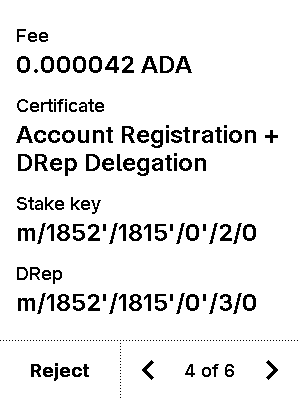 Fee
0.000042 ADA
Certificate
Account Registration +
DRep Delegation
Stake key
m/1852'/1815'/0'/2/0
DRep
m/1852'/1815'/0'/3/0
Reject
4 of 6